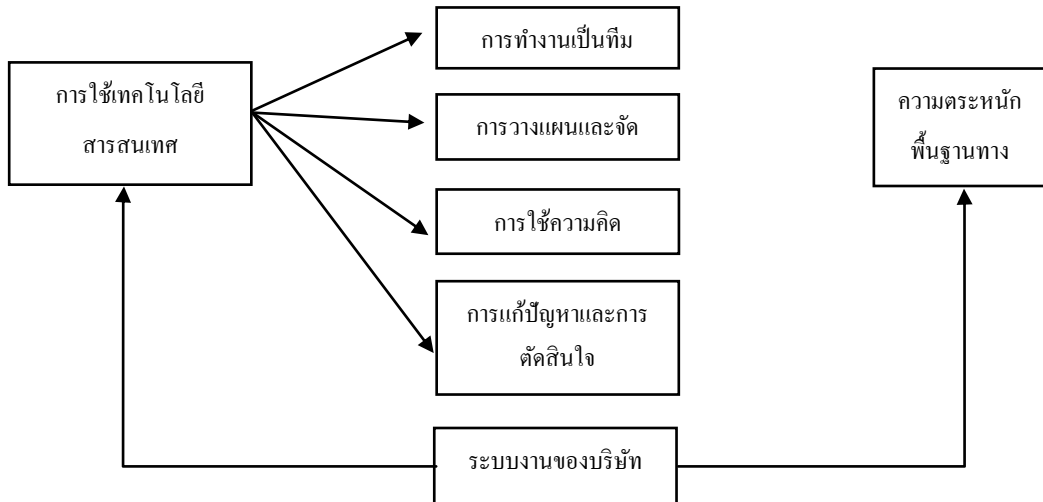 การทำงานเป็นทีม
การใช้เทคโนโลยี
สารสนเทศ
การวางแผนและจัด
ความตระหนัก
พื้นฐานทาง
การใช้ความคิด
การแก้ปัญหาและการ
ตัดสินใจ
ระบบงานของบริษัท